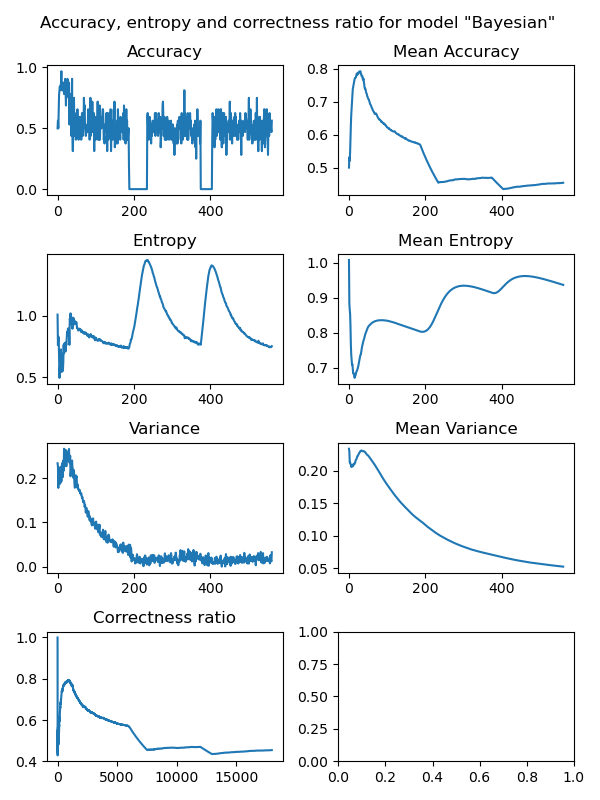 Accuracy, entropy and correctness ratio for model "Bayesian"
Accuracy
Mean Accuracy
1.0
0.5
0.0
0 200 400
0.8
0.7
0.6
0.5
0 200 400
Entropy
Mean Entropy
1.0
0.5
0 200 400
1.0
0.9
0.8
0.7
0 200 400
Variance
Mean Variance
0.2
0.1
0.0
0 200 400
0.20
0.15
0.10
0.05
0 200 400
Correctness ratio
1.0
0.8
0.6
0.4
0 5000 10000 15000
1.00
0.75
0.50
0.25
0.00
0.0 0.2 0.4 0.6 0.8 1.0